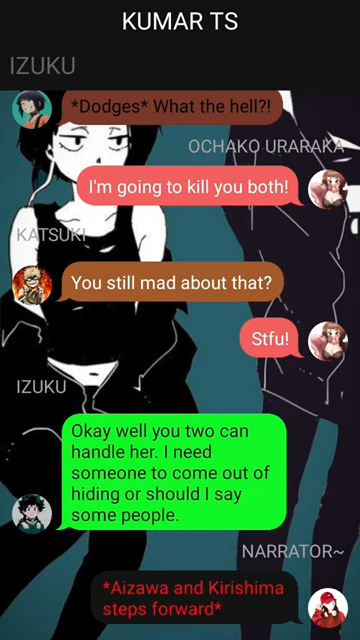 KUMAR TS
IZUKU
*Dodges* What the hell?!
OCHAKO URARAKA
I'm going to kill you both!
KATSUKI
You still mad about that?
Stfu!
IZUKU
Okay well you two can
handle her. I need
someone to come out of
hiding or should I say
some people.
NARRATOR~
*Aizawa and Kirishima
steps forward*